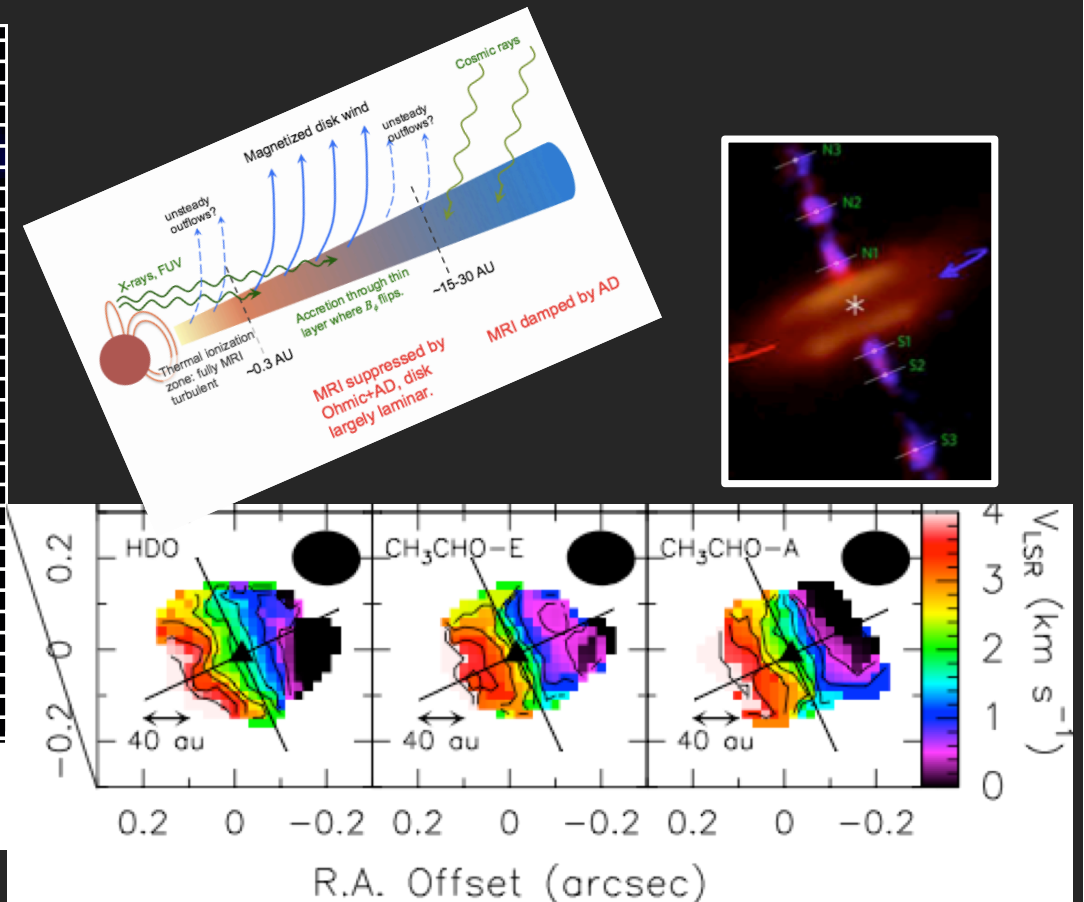 Cosmic rays
Magnetized disk wind
unsteady
outflows?
unsteady
outflows?
X-rays, FUV
Thermal ionization
zone: fully MRI
turbulent
~0.3 AU
Accretion through thin
layer where B_ϕ flips.
~15-30 AU
MRI suppressed by
Ohmic+AD, disk
largely laminar.
MRI damped by AD
N3
N2
N1
*
S1
S2
S3
HDO
CH₃CHO-E
CH₃CHO-A
0.2
0
-0.2
40 au
40 au
40 au
0.2 0 -0.2 0.2 0 -0.2 0.2 0 -0.2
R.A. Offset (arcsec)
4
3
2
1
0
V_LSR (km s⁻¹)